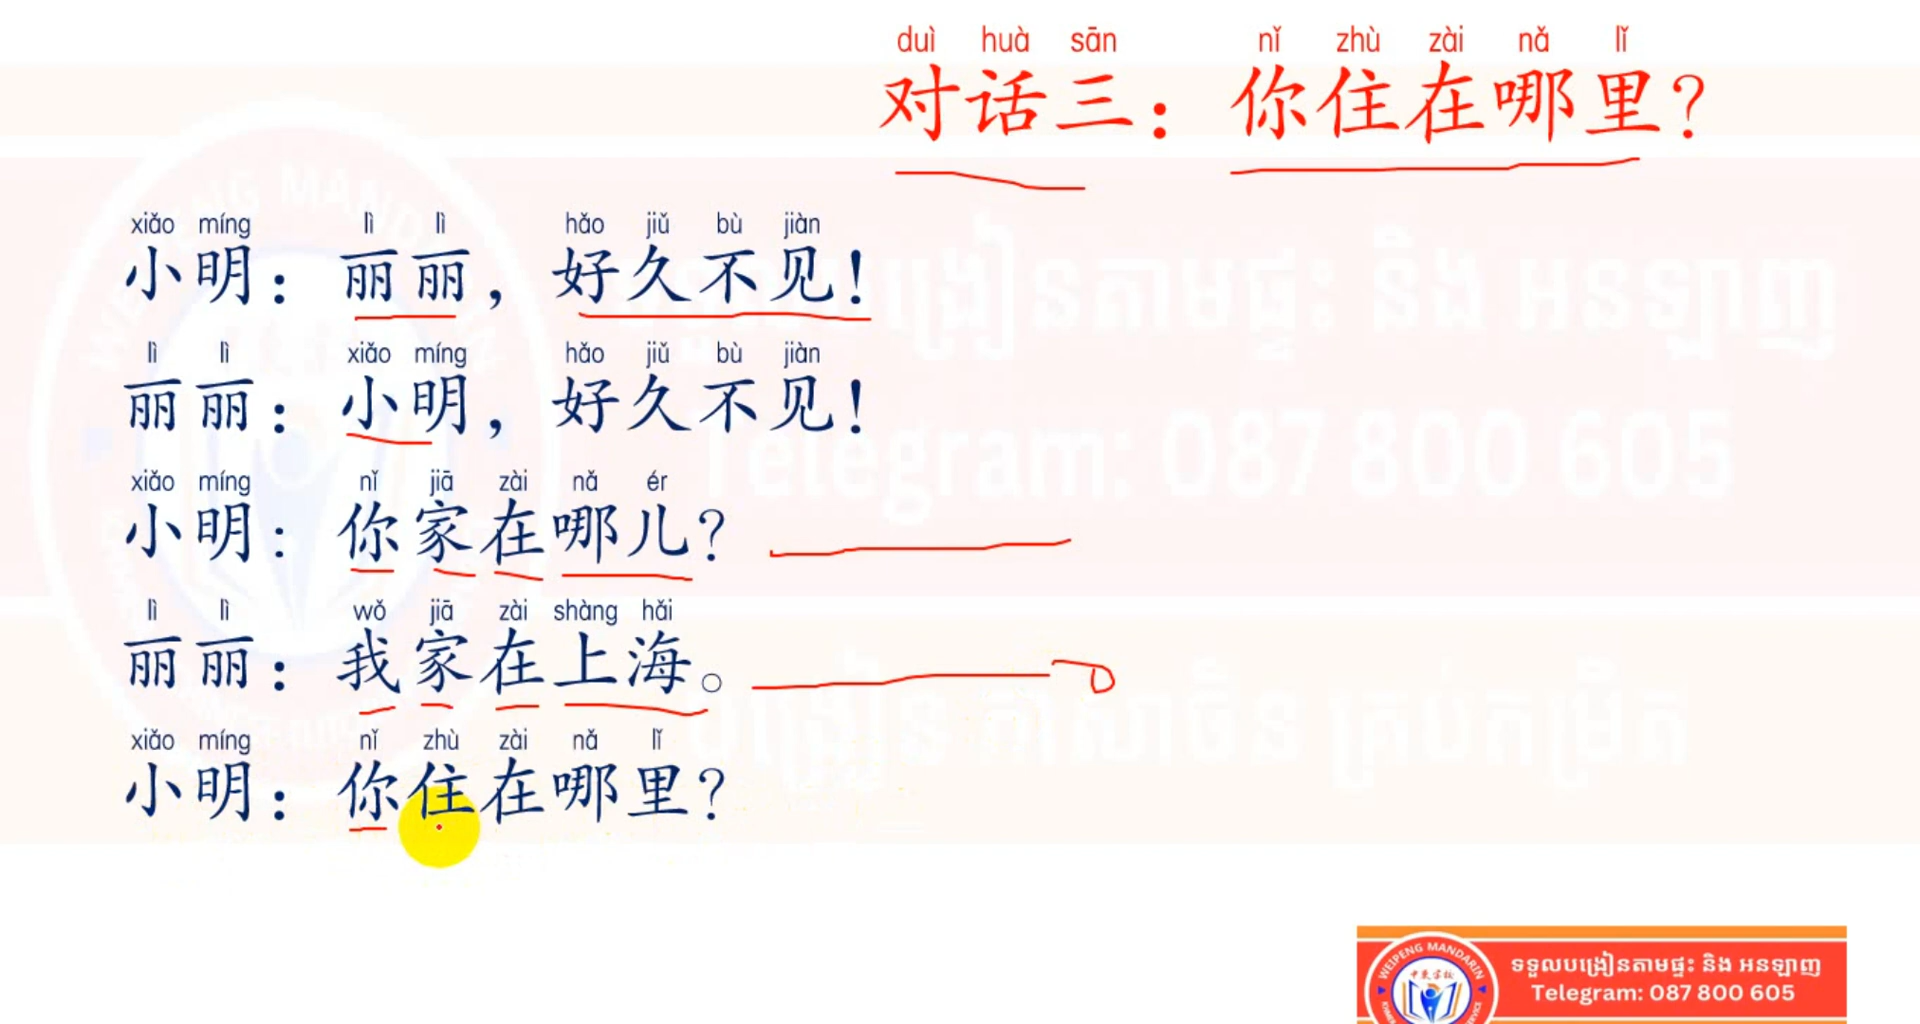 duì huà sān nǐ zhù zài nǎ lǐ
对话三：你住在哪里？
xiǎo míng lì lì hǎo jiǔ bù jiàn
小明：丽丽，好久不见！
lì lì xiǎo míng hǎo jiǔ bù jiàn
丽丽：小明，好久不见！
xiǎo míng nǐ jiā zài nǎ ér
小明：你家在哪儿？
lì lì wǒ jiā zài shàng hǎi
丽丽：我家在上海。
xiǎo míng nǐ zhù zài nǎ lǐ
小明：你住在哪里？
Telegram: 087 800 605
WEIPENG MANDARIN
ទទួលបង្រៀនតាមផ្ទះ និង អនឡាញ
Telegram: 087 800 605